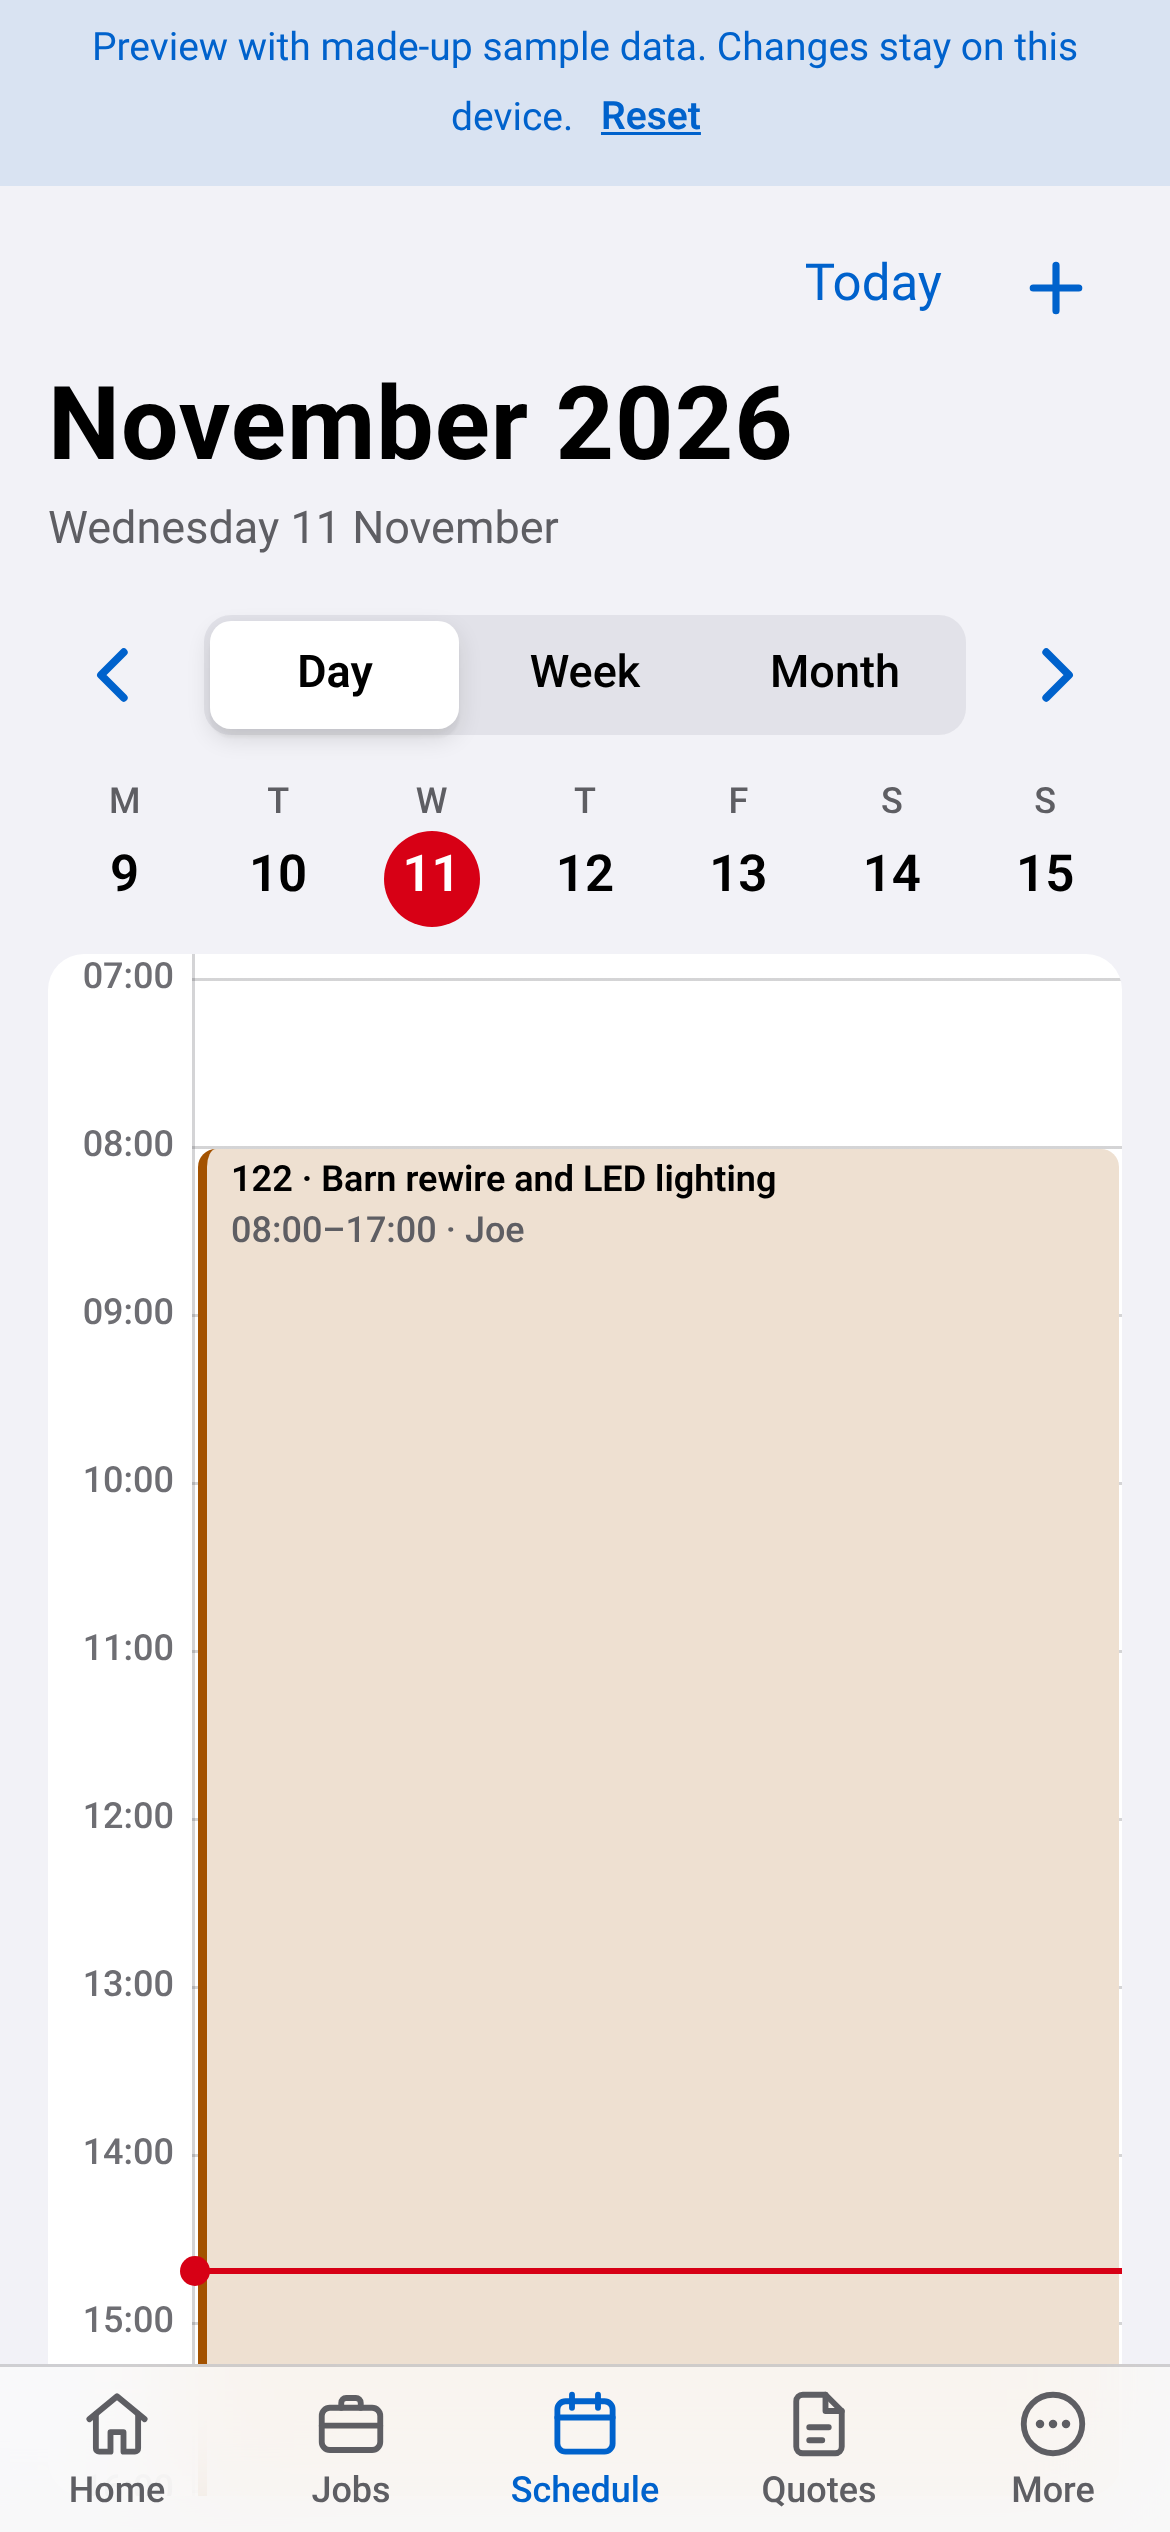 Preview with made-up sample data. Changes stay on this
device. Reset
Today
November 2026
Wednesday 11 November
Day Week Month
M T W T F S S
9 10 11 12 13 14 15
07:00
08:00
122 · Barn rewire and LED lighting
08:00–17:00 · Joe
09:00
10:00
11:00
12:00
13:00
14:00
15:00
Home Jobs Schedule Quotes More